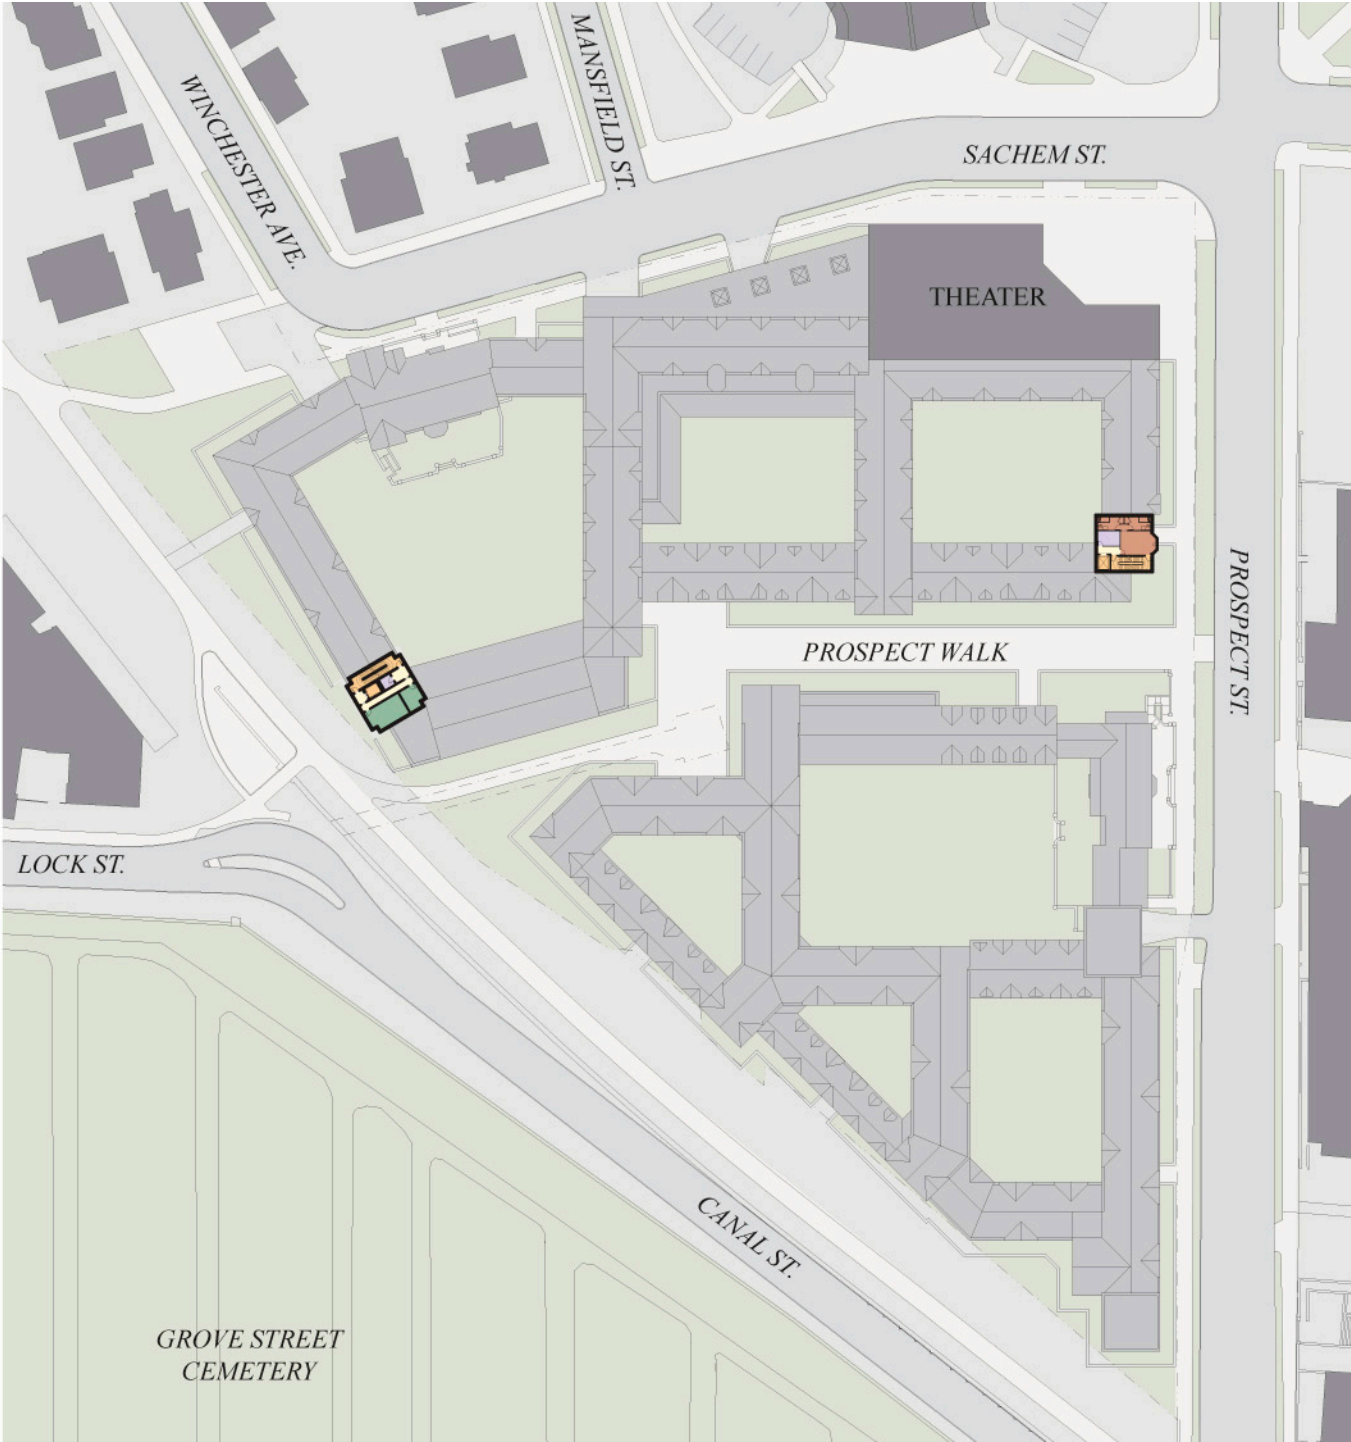 MANSFIELD ST.
WINCHESTER AVE.
SACHEM ST.
THEATER
PROSPECT WALK
PROSPECT ST.
LOCK ST.
CANAL ST.
GROVE STREET
CEMETERY